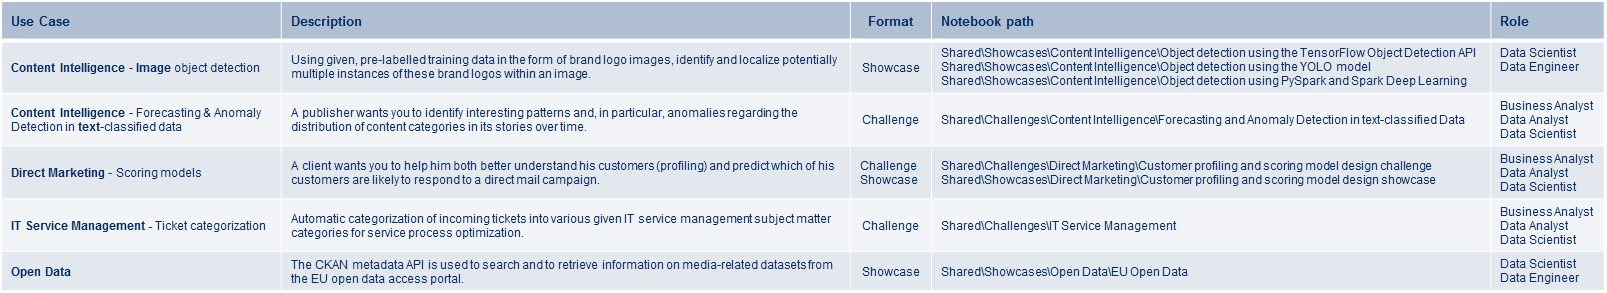 Use Case
Description
Format
Notebook path
Role
Content Intelligence - Image object detection
Using given, pre-labelled training data in the form of brand logo images, identify and localize potentially
multiple instances of these brand logos within an image.
Showcase
Shared\Showcases\Content Intelligence\Object detection using the TensorFlow Object Detection API
Shared\Showcases\Content Intelligence\Object detection using the YOLO model
Shared\Showcases\Content Intelligence\Object detection using PySpark and Spark Deep Learning
Data Scientist
Data Engineer
Content Intelligence - Forecasting & Anomaly
Detection in text-classified data
A publisher wants you to identify interesting patterns and, in particular, anomalies regarding the
distribution of content categories in its stories over time.
Challenge
Shared\Challenges\Content Intelligence\Forecasting and Anomaly Detection in text-classified Data
Business Analyst
Data Analyst
Data Scientist
Direct Marketing - Scoring models
A client wants you to help him both better understand his customers (profiling) and predict which of his
customers are likely to respond to a direct mail campaign.
Challenge
Showcase
Shared\Challenges\Direct Marketing\Customer profiling and scoring model design challenge
Shared\Showcases\Direct Marketing\Customer profiling and scoring model design showcase
Business Analyst
Data Analyst
Data Scientist
IT Service Management - Ticket categorization
Automatic categorization of incoming tickets into various given IT service management subject matter
categories for service process optimization.
Challenge
Shared\Challenges\IT Service Management
Business Analyst
Data Analyst
Data Scientist
Open Data
The CKAN metadata API is used to search and to retrieve information on media-related datasets from
the EU open data access portal.
Showcase
Shared\Showcases\Open Data\EU Open Data
Data Scientist
Data Engineer